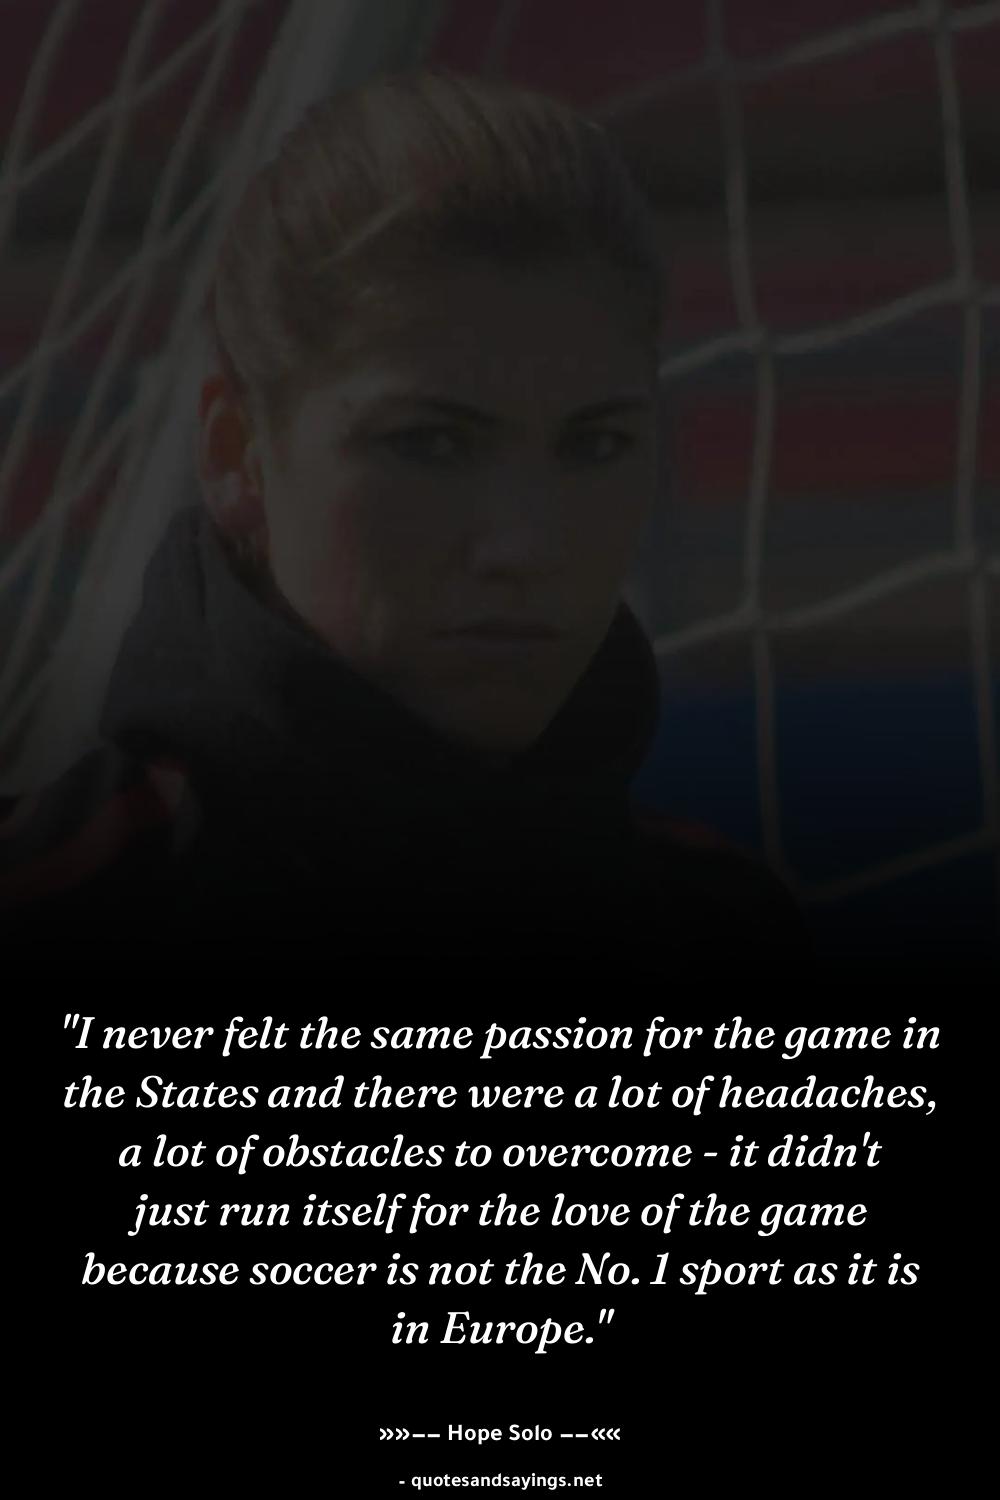 "I never felt the same passion for the game in
the States and there were a lot of headaches,
a lot of obstacles to overcome - it didn't
just run itself for the love of the game
because soccer is not the No. 1 sport as it is
in Europe."
»»–– Hope Solo ––««
- quotesandsayings.net